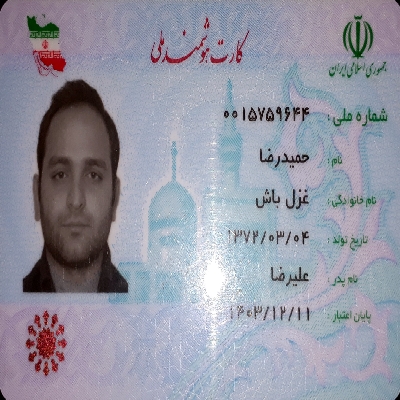 جمهوری اسلامی ایران
کارت هوشمند ملی
شماره ملی : ۰۰۱۵۷۵۹۶۴۴
نام : حمیدرضا
نام خانوادگی : غزل باش
تاریخ تولد : ۱۳۷۲/۰۳/۰۴
نام پدر : علیرضا
پایان اعتبار : ۱۴۰۳/۱۲/۱۱